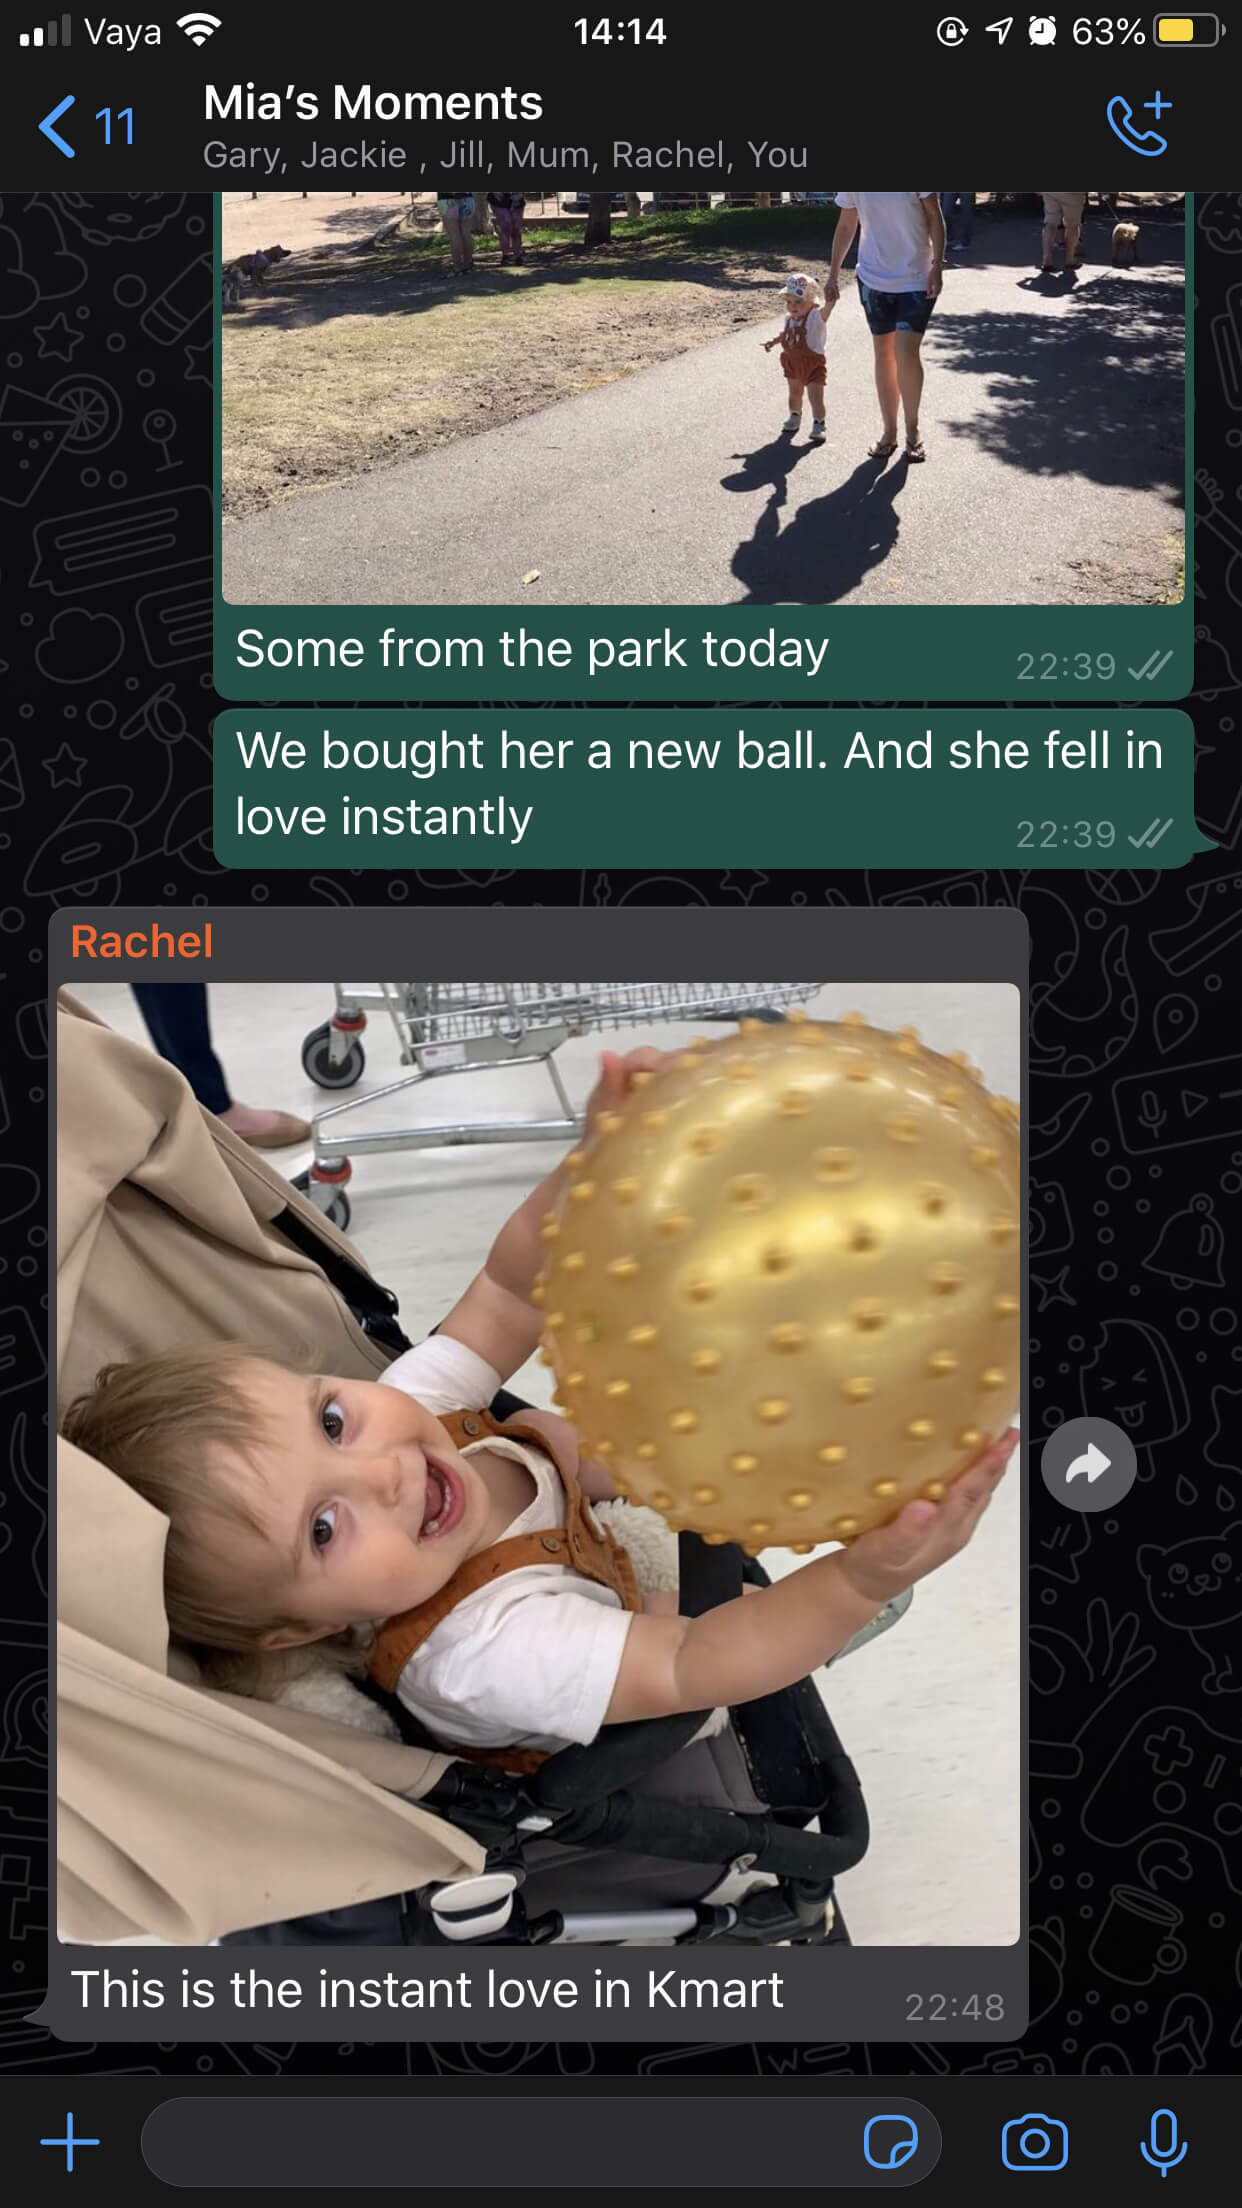 Vaya
14:14
63%
11
Mia’s Moments
Gary, Jackie , Jill, Mum, Rachel, You
Some from the park today
22:39
We bought her a new ball. And she fell in
love instantly
22:39
Rachel
This is the instant love in Kmart
22:48